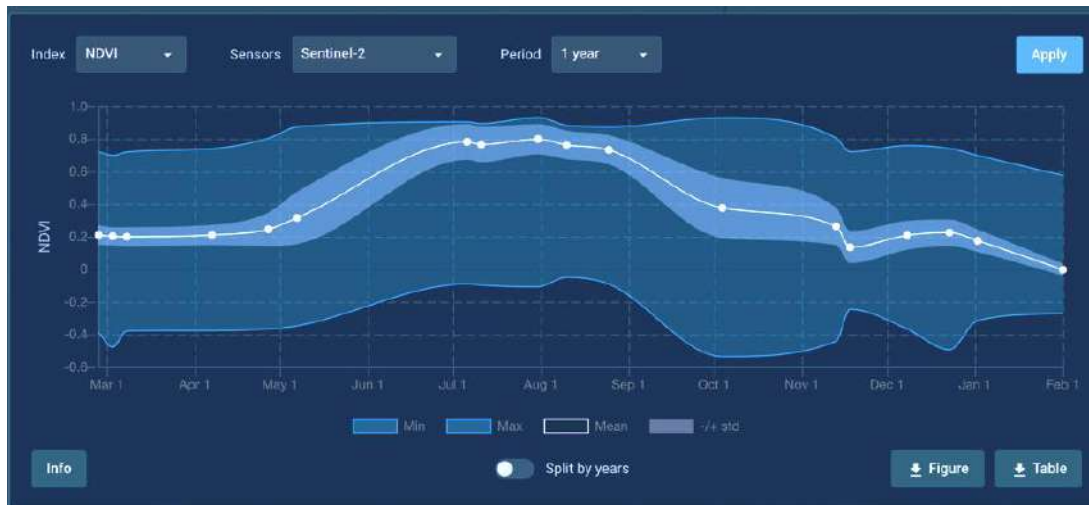 Index NDVI Sensors Sentinel-2 Period 1 year Apply
1.0
0.8
0.6
0.4
0.2
0
-0.2
-0.4
-0.6
NDVI
Mar 1 Apr 1 May 1 Jun 1 Jul 1 Aug 1 Sep 1 Oct 1 Nov 1 Dec 1 Jan 1 Feb 1
Min Max Mean -/+ std
Info Split by years Figure Table